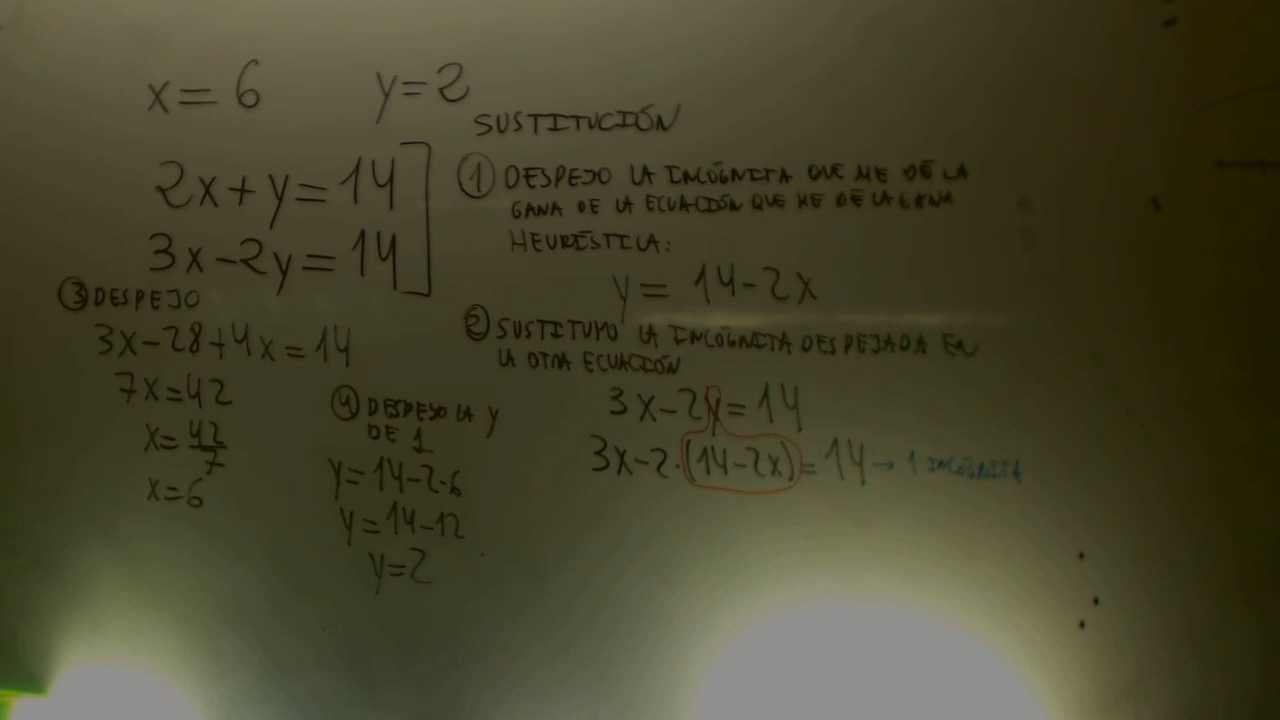 x = 6 y = 2
SUSTITUCIÓN
2x + y = 14
3x - 2y = 14
① DESPEJO LA INCÓGNITA QUE ME DE LA
GANA DE LA ECUACIÓN QUE ME DE LA GANA
HEURÍSTICA:
y = 14 - 2x
② SUSTITUYO LA INCÓGNITA DESPEJADA EN
LA OTRA ECUACIÓN
3x - 2y = 14
3x - 2·(14 - 2x) = 14 → 1 INCÓGNITA
③ DESPEJO
3x - 28 + 4x = 14
7x = 42
x = 42/7
x = 6
④ DESPEJO LA y
DE 1
y = 14 - 2·6
y = 14 - 12
y = 2